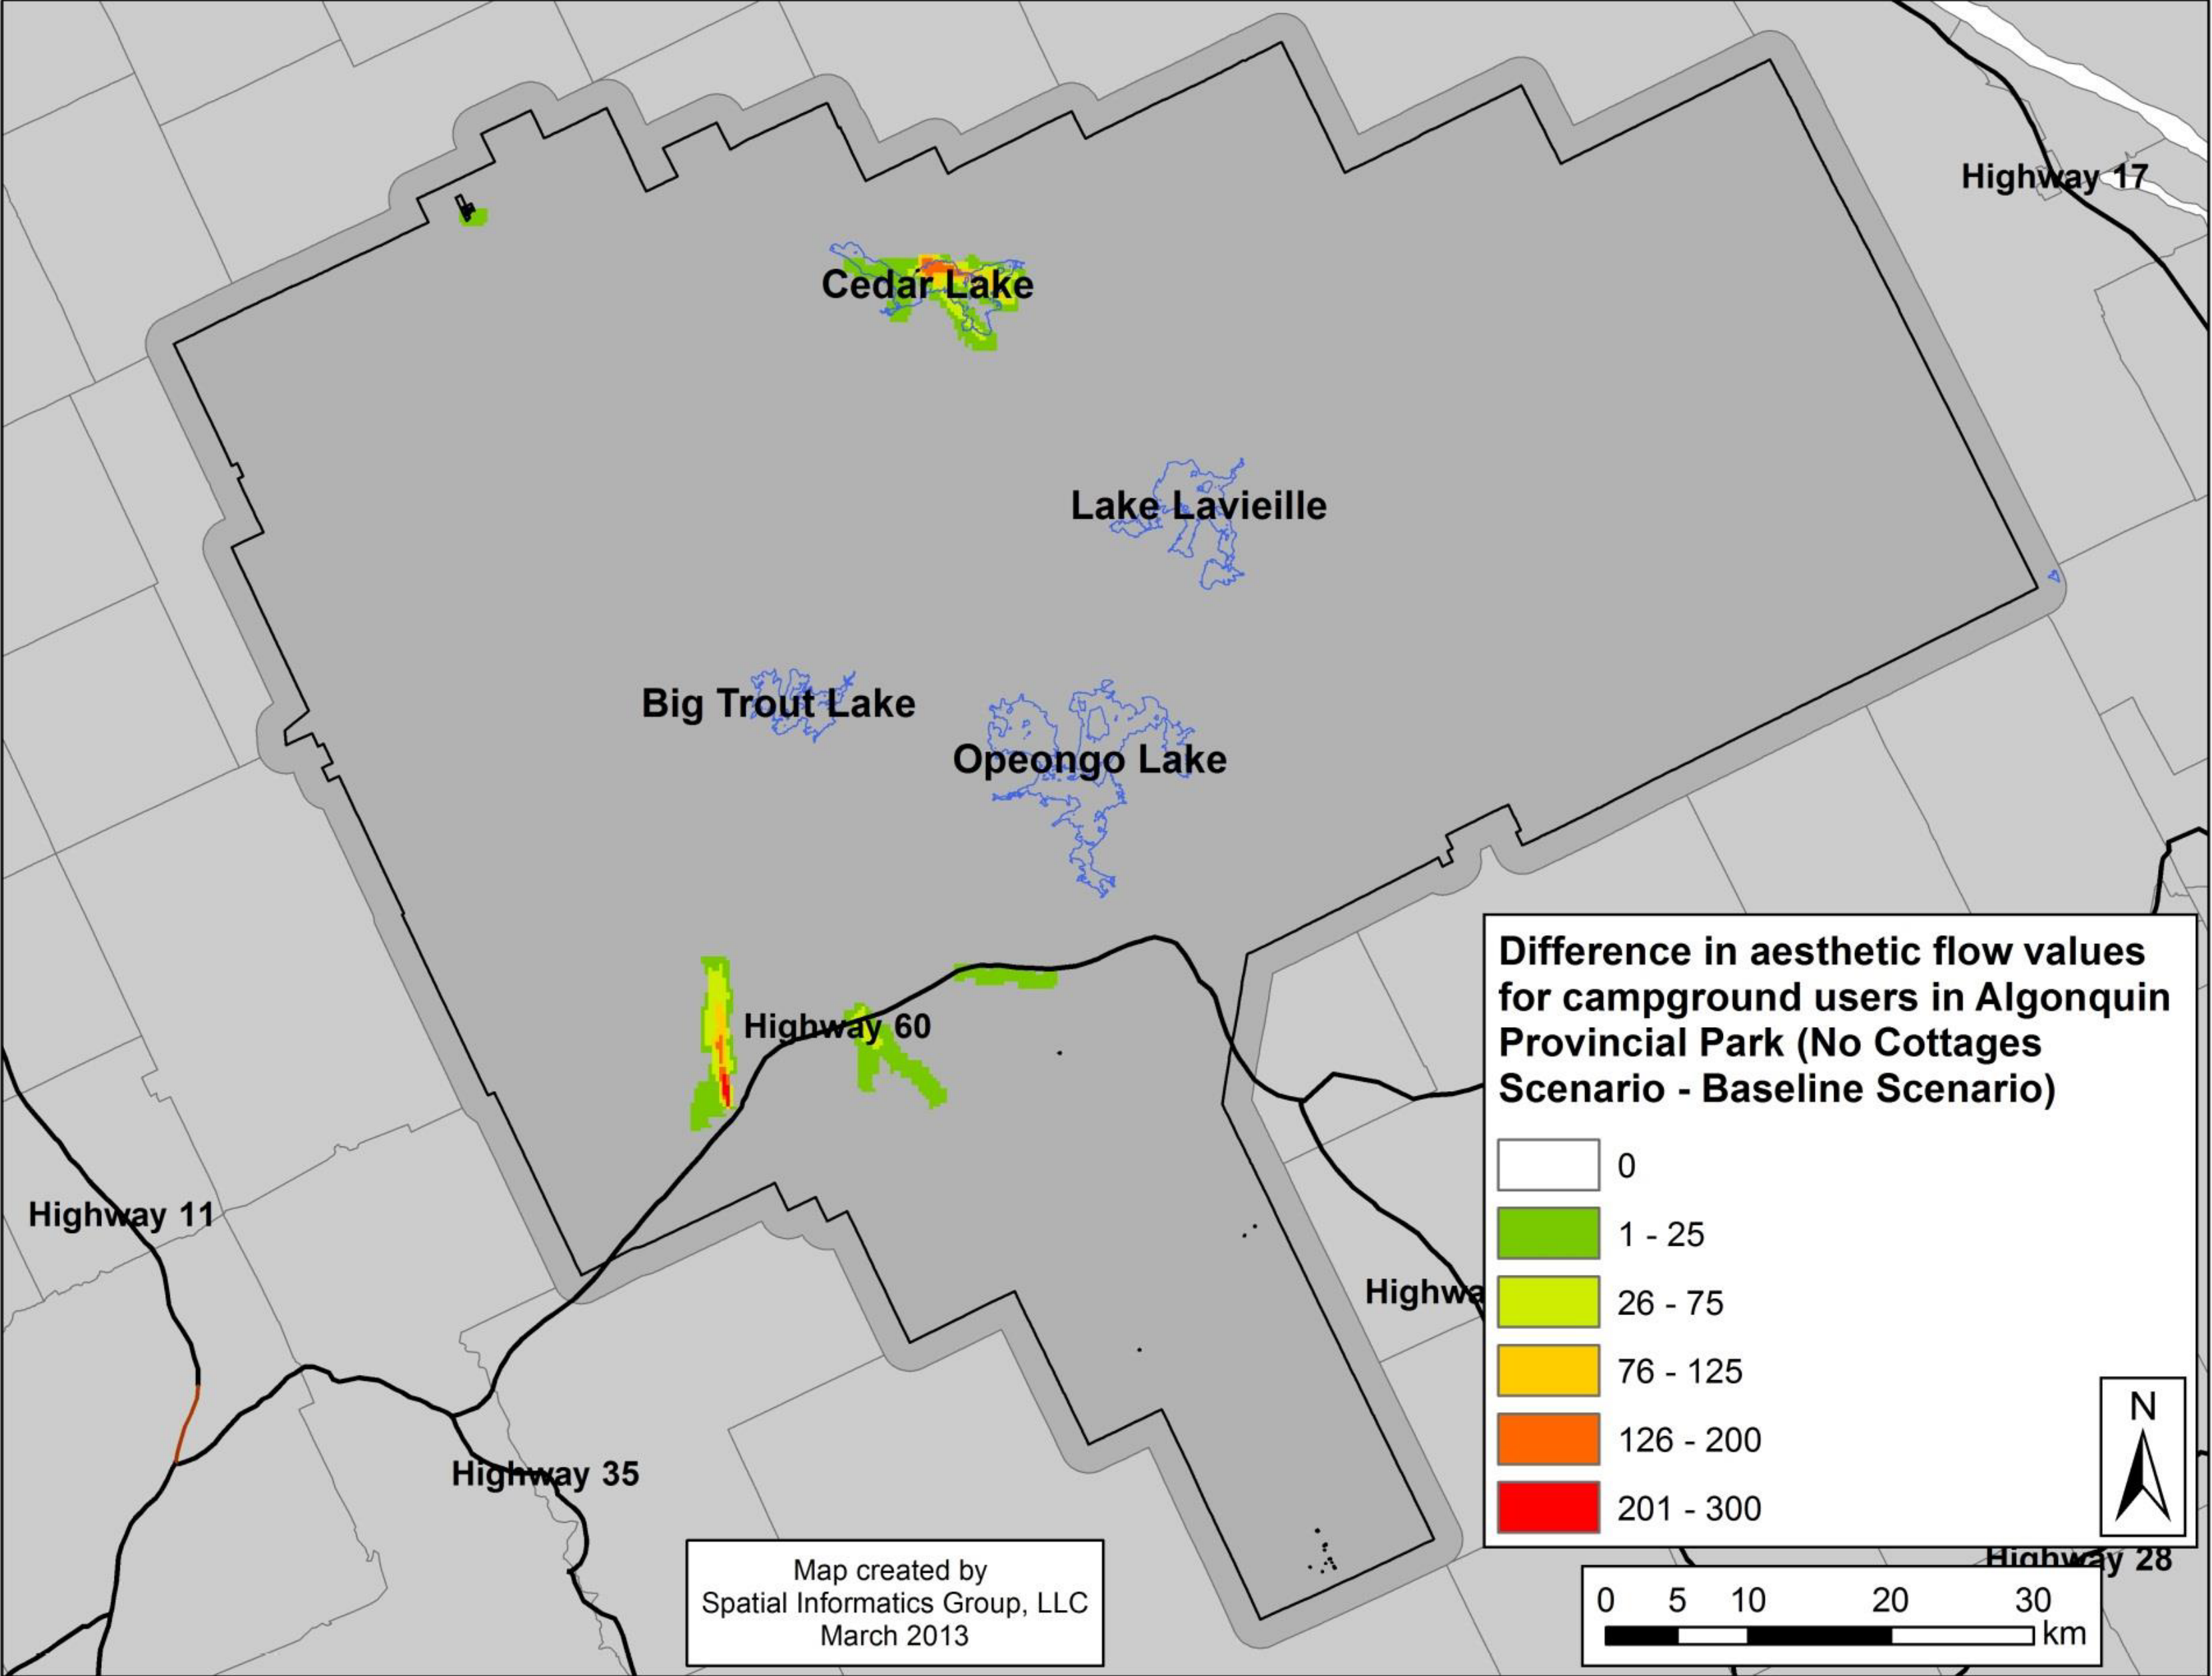 Highway 17
Cedar Lake
Lake Lavieille
Big Trout Lake
Opeongo Lake
Highway 60
Highway 11
Highwa
Highway 35
Highway 28
Difference in aesthetic flow values
for campground users in Algonquin
Provincial Park (No Cottages
Scenario - Baseline Scenario)
0
1 - 25
26 - 75
76 - 125
126 - 200
201 - 300
N
Map created by
Spatial Informatics Group, LLC
March 2013
0 5 10 20 30
km